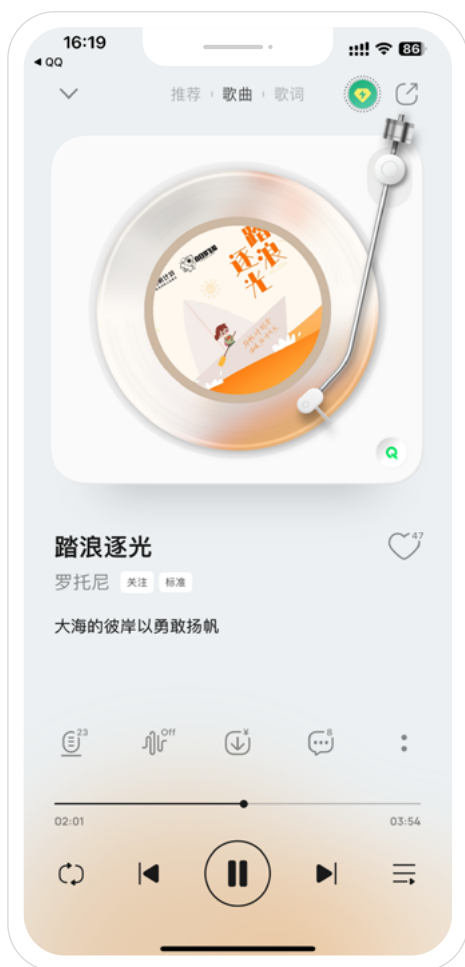 16:19
86
QQ
推荐
歌曲
歌词
踏
逐浪
光
踏浪逐光
47
罗托尼
关注
标准
大海的彼岸以勇敢扬帆
23
Off
¥
8
02:01
03:54